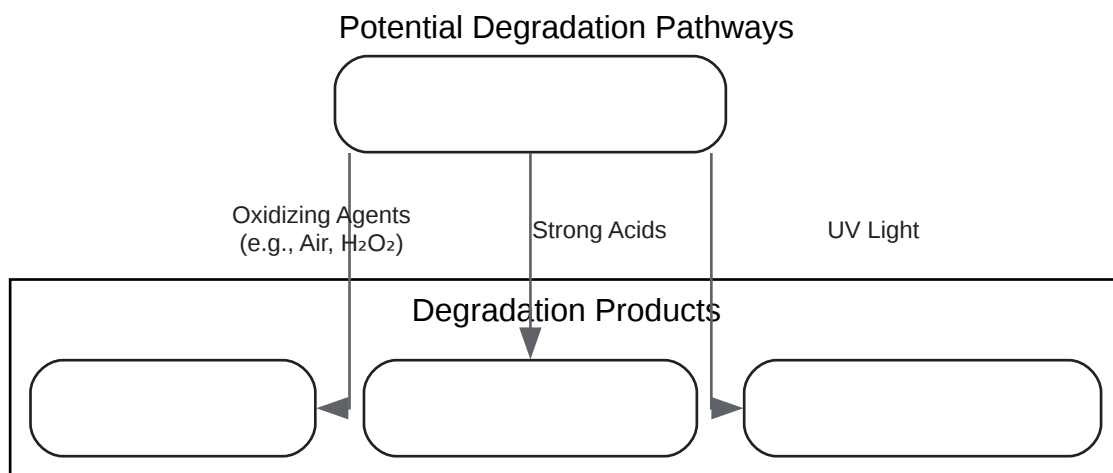 Potential Degradation Pathways
Oxidizing Agents
(e.g., Air, H₂O₂)
Strong Acids
UV Light
Degradation Products